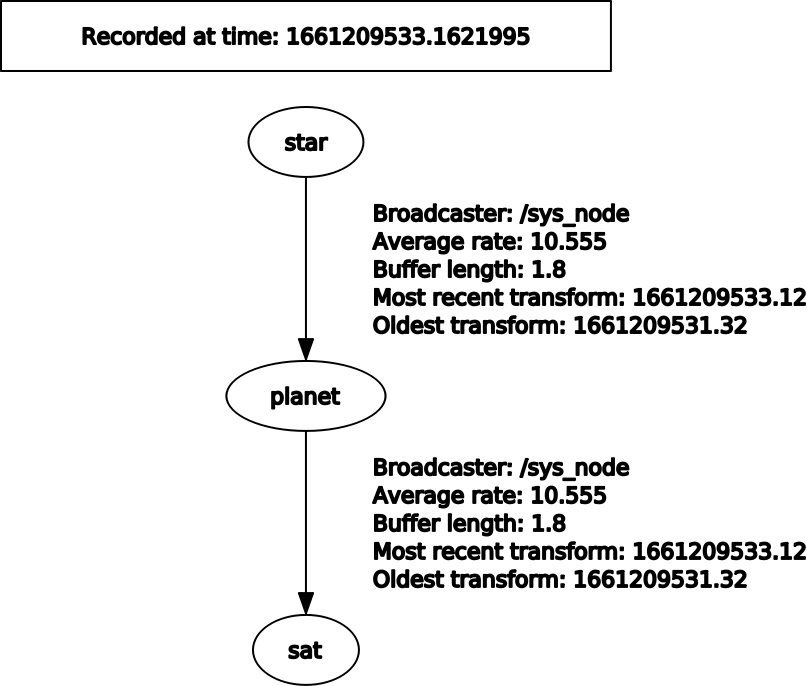 Recorded at time: 1661209533.1621995
star
Broadcaster: /sys_node
Average rate: 10.555
Buffer length: 1.8
Most recent transform: 1661209533.12
Oldest transform: 1661209531.32
planet
Broadcaster: /sys_node
Average rate: 10.555
Buffer length: 1.8
Most recent transform: 1661209533.12
Oldest transform: 1661209531.32
sat